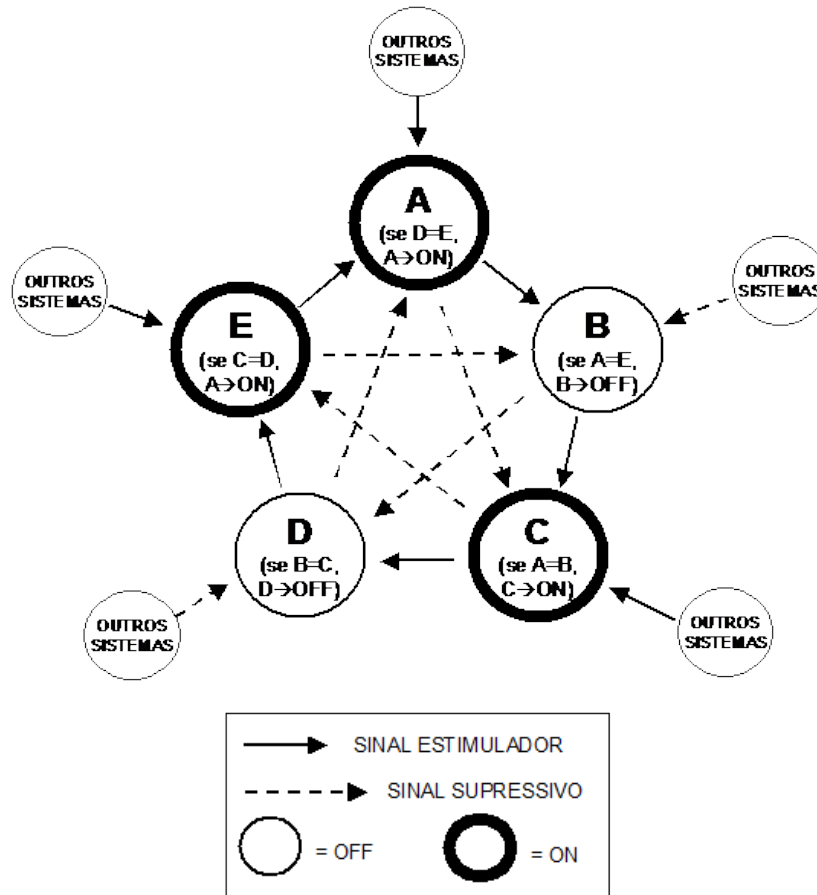 OUTROS
SISTEMAS
A
(se D=E,
A→ON)
OUTROS
SISTEMAS
OUTROS
SISTEMAS
E
(se C=D,
A→ON)
B
(se A=E,
B→OFF)
D
(se B=C,
D→OFF)
C
(se A=B,
C→ON)
OUTROS
SISTEMAS
OUTROS
SISTEMAS
SINAL ESTIMULADOR
SINAL SUPRESSIVO
= OFF
= ON